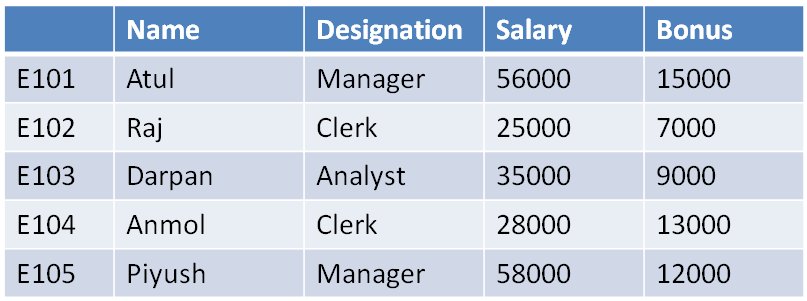 Name Designation Salary Bonus
E101 Atul Manager 56000 15000
E102 Raj Clerk 25000 7000
E103 Darpan Analyst 35000 9000
E104 Anmol Clerk 28000 13000
E105 Piyush Manager 58000 12000